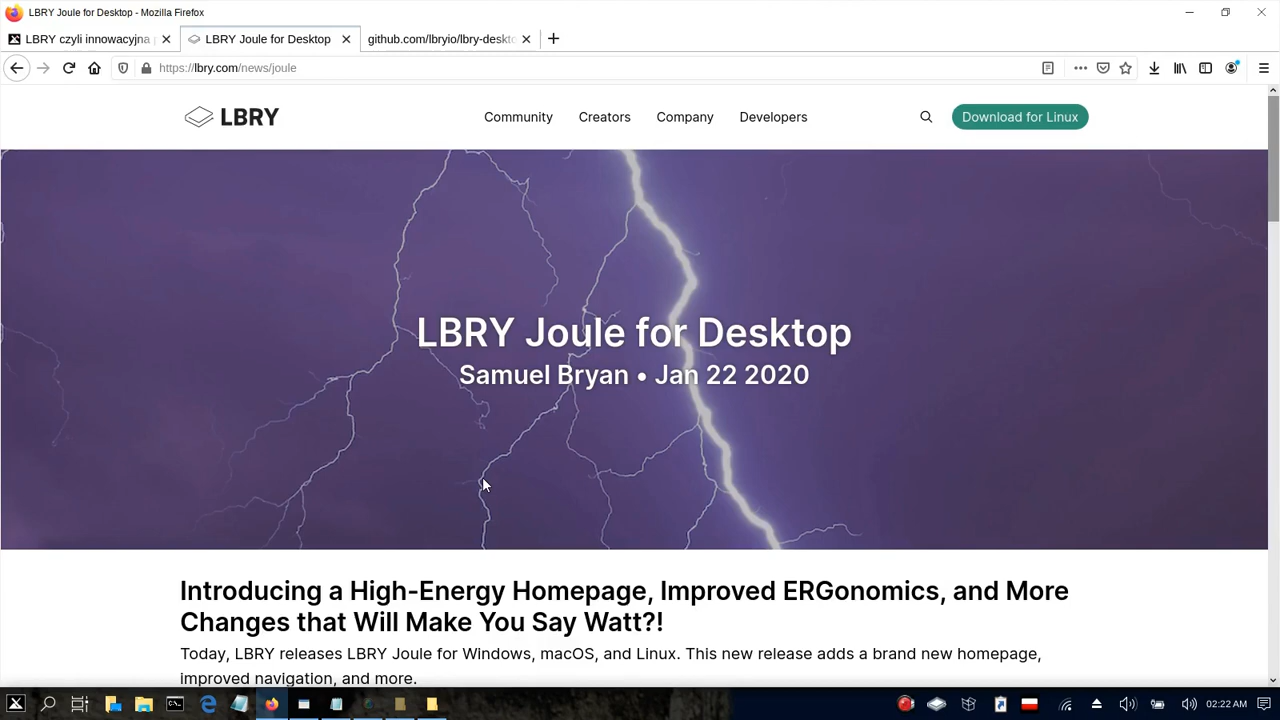 LBRY Joule for Desktop - Mozilla Firefox
LBRY czyli innowacyjna
LBRY Joule for Desktop
github.com/lbryio/lbry-deskto
https://lbry.com/news/joule
LBRY
Community
Creators
Company
Developers
Download for Linux
LBRY Joule for Desktop
Samuel Bryan • Jan 22 2020
Introducing a High-Energy Homepage, Improved ERGonomics, and More
Changes that Will Make You Say Watt?!
Today, LBRY releases LBRY Joule for Windows, macOS, and Linux. This new release adds a brand new homepage,
improved navigation, and more.
02:22 AM